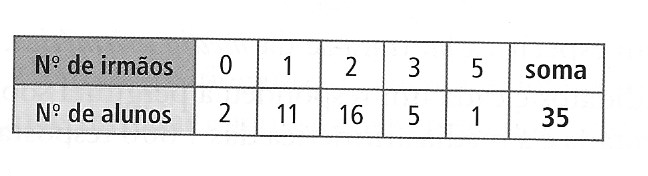 Nº de irmãos 0 1 2 3 5 soma
Nº de alunos 2 11 16 5 1 35